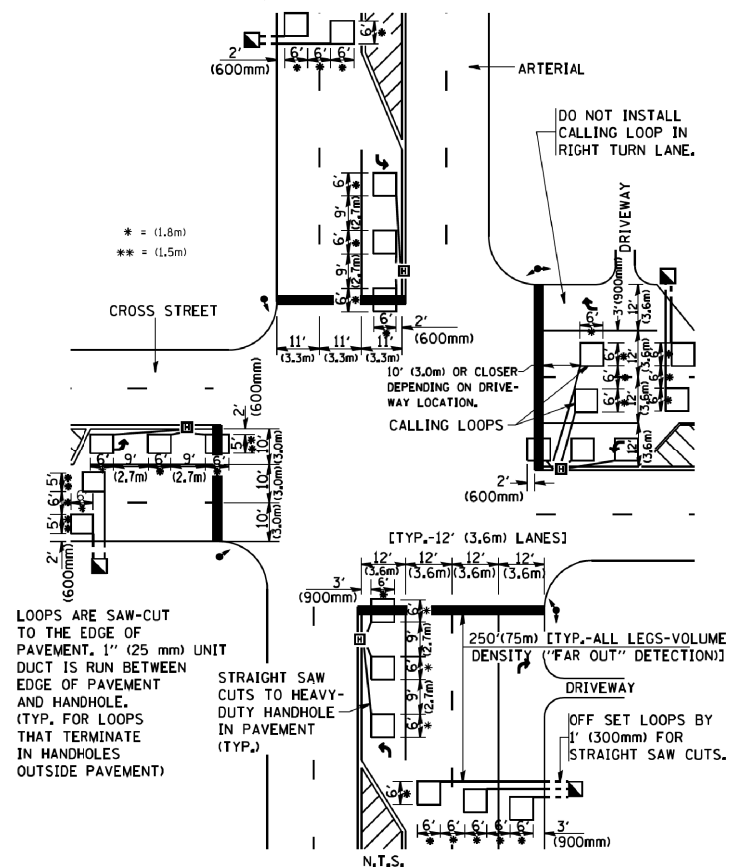 6'
*
2'
(600mm)
6' 6' 6'
* * *
ARTERIAL
DO NOT INSTALL
CALLING LOOP IN
RIGHT TURN LANE.
* = (1.8m)
** = (1.5m)
6' *
9' (2.7m)
6' *
9' (2.7m)
6' *
H
DRIVEWAY
3' (900mm)
12' (3.6m)
6'
*
CROSS STREET
11' 11' 11'
(3.3m) (3.3m) (3.3m)
6'
*
2'
(600mm)
10' (3.0m) OR CLOSER
DEPENDING ON DRIVE-
WAY LOCATION.
CALLING LOOPS
6' * 12' (3.6m) 6' *
6' *
6' * 12' (3.6m) 6' *
12' (3.6m)
H
2'
(600mm)
2'
(600mm)
H
5' ** 10' (3.0m)
6' 9' 6' 9' 6'
* (2.7m) * (2.7m) *
5' **
6' *
5' **
6'
*
10' (3.0m)
10' (3.0m)
2'
(600mm)
[TYP.-12' (3.6m) LANES]
12' 12' 12' 12'
(3.6m) (3.6m) (3.6m) (3.6m)
3'
(900mm)
6'
*
6' *
9' (2.7m)
6' *
9' (2.7m)
6' *
H
LOOPS ARE SAW-CUT
TO THE EDGE OF
PAVEMENT. 1" (25 mm) UNIT
DUCT IS RUN BETWEEN
EDGE OF PAVEMENT
AND HANDHOLE.
(TYP. FOR LOOPS
THAT TERMINATE
IN HANDHOLES
OUTSIDE PAVEMENT)
STRAIGHT SAW
CUTS TO HEAVY-
DUTY HANDHOLE
IN PAVEMENT
(TYP.)
250'(75m) [TYP.-ALL LEGS-VOLUME
DENSITY ("FAR OUT" DETECTION)]
DRIVEWAY
OFF SET LOOPS BY
1' (300mm) FOR
STRAIGHT SAW CUTS.
6' *
6' 6' 6' 6' 6'
* * * * *
3'
(900mm)
N.T.S.